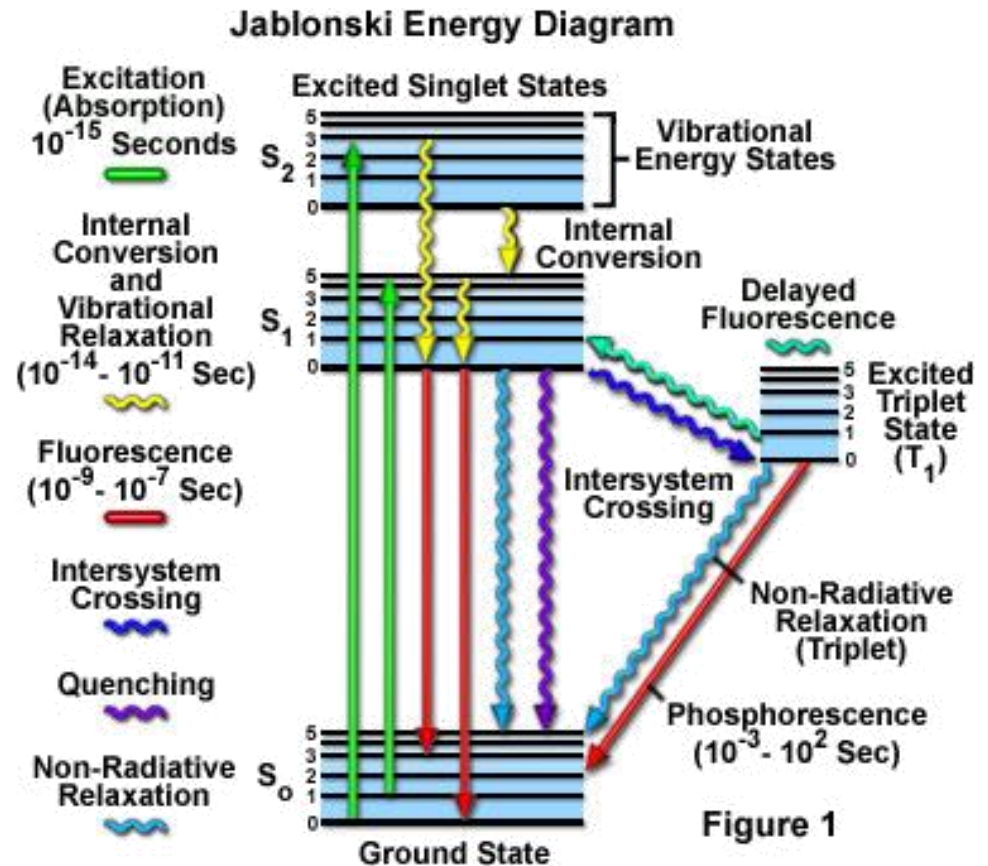 Jablonski Energy Diagram
Excitation
(Absorption)
10⁻¹⁵ Seconds
Internal
Conversion
and
Vibrational
Relaxation
(10⁻¹⁴- 10⁻¹¹ Sec)
Fluorescence
(10⁻⁹- 10⁻⁷ Sec)
Intersystem
Crossing
Quenching
Non-Radiative
Relaxation
Excited Singlet States
S₂
5
3
2
1
0
Vibrational
Energy States
Internal
Conversion
S₁
5
3
2
1
0
Delayed
Fluorescence
5
3
2
1
0
Excited
Triplet
State
(T₁)
Intersystem
Crossing
Non-Radiative
Relaxation
(Triplet)
Phosphorescence
(10⁻³- 10² Sec)
S₀
5
3
2
1
0
Ground State
Figure 1